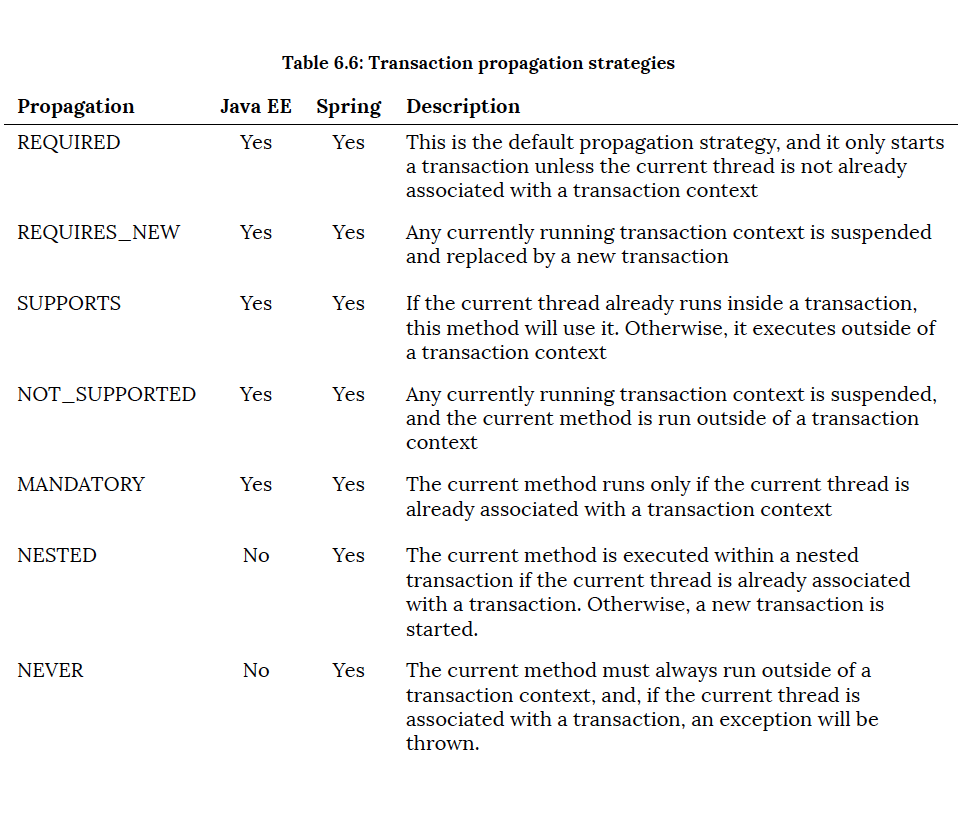 Table 6.6: Transaction propagation strategies
Propagation Java EE Spring Description
REQUIRED Yes Yes This is the default propagation strategy, and it only starts
a transaction unless the current thread is not already
associated with a transaction context
REQUIRES_NEW Yes Yes Any currently running transaction context is suspended
and replaced by a new transaction
SUPPORTS Yes Yes If the current thread already runs inside a transaction,
this method will use it. Otherwise, it executes outside of
a transaction context
NOT_SUPPORTED Yes Yes Any currently running transaction context is suspended,
and the current method is run outside of a transaction
context
MANDATORY Yes Yes The current method runs only if the current thread is
already associated with a transaction context
NESTED No Yes The current method is executed within a nested
transaction if the current thread is already associated
with a transaction. Otherwise, a new transaction is
started.
NEVER No Yes The current method must always run outside of a
transaction context, and, if the current thread is
associated with a transaction, an exception will be
thrown.